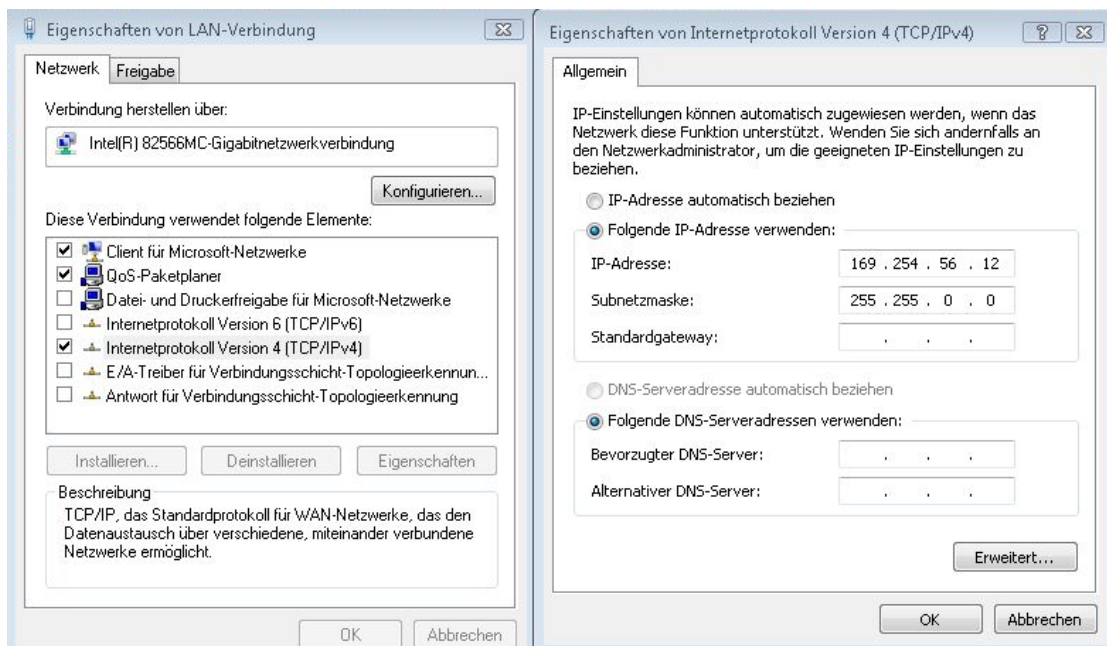 Eigenschaften von LAN-Verbindung
Netzwerk
Freigabe
Verbindung herstellen über:
Intel(R) 82566MC-Gigabitnetzwerkverbindung
Konfigurieren...
Diese Verbindung verwendet folgende Elemente:
Client für Microsoft-Netzwerke
QoS-Paketplaner
Datei- und Druckerfreigabe für Microsoft-Netzwerke
Internetprotokoll Version 6 (TCP/IPv6)
Internetprotokoll Version 4 (TCP/IPv4)
E/A-Treiber für Verbindungsschicht-Topologieerkennun...
Antwort für Verbindungsschicht-Topologieerkennung
Installieren...
Deinstallieren
Eigenschaften
Beschreibung
TCP/IP, das Standardprotokoll für WAN-Netzwerke, das den
Datenaustausch über verschiedene, miteinander verbundene
Netzwerke ermöglicht.
OK
Abbrechen
Eigenschaften von Internetprotokoll Version 4 (TCP/IPv4)
Allgemein
IP-Einstellungen können automatisch zugewiesen werden, wenn das
Netzwerk diese Funktion unterstützt. Wenden Sie sich andernfalls an
den Netzwerkadministrator, um die geeigneten IP-Einstellungen zu
beziehen.
IP-Adresse automatisch beziehen
Folgende IP-Adresse verwenden:
IP-Adresse: 169 . 254 . 56 . 12
Subnetzmaske: 255 . 255 . 0 . 0
Standardgateway: . . .
DNS-Serveradresse automatisch beziehen
Folgende DNS-Serveradressen verwenden:
Bevorzugter DNS-Server: . . .
Alternativer DNS-Server: . . .
Erweitert...
OK
Abbrechen